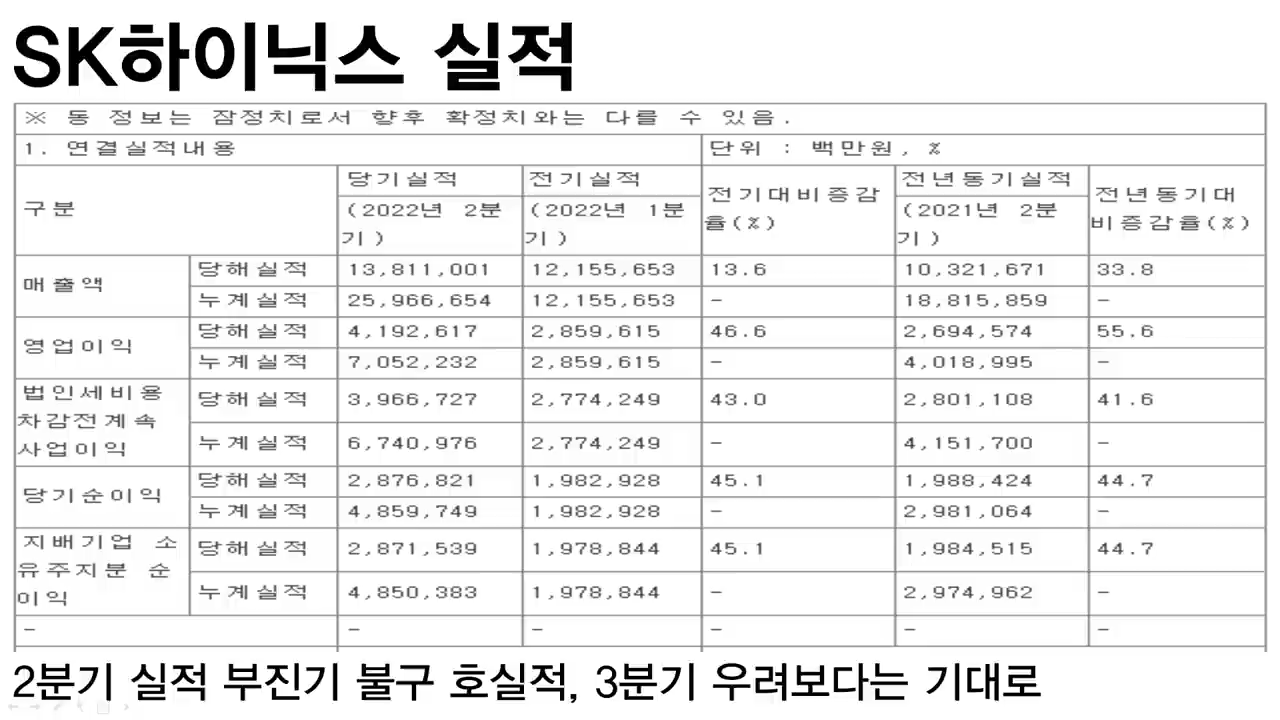 SK하이닉스 실적
※ 동 정보는 잠정치로서 향후 확정치와는 다를 수 있음.
1. 연결실적내용 단위 : 백만원, %
구분 당기실적 전기실적 전기대비증감율(%) 전년동기실적 전년동기대비증감율(%)
(2022년 2분기) (2022년 1분기) (2021년 2분기)
매출액 당해실적 13,811,001 12,155,653 13.6 10,321,671 33.8
누계실적 25,966,654 12,155,653 - 18,815,859 -
영업이익 당해실적 4,192,617 2,859,615 46.6 2,694,574 55.6
누계실적 7,052,232 2,859,615 - 4,018,995 -
법인세비용차감전계속사업이익 당해실적 3,966,727 2,774,249 43.0 2,801,108 41.6
누계실적 6,740,976 2,774,249 - 4,151,700 -
당기순이익 당해실적 2,876,821 1,982,928 45.1 1,988,424 44.7
누계실적 4,859,749 1,982,928 - 2,981,064 -
지배기업 소유주지분 순이익 당해실적 2,871,539 1,978,844 45.1 1,984,515 44.7
누계실적 4,850,383 1,978,844 - 2,974,962 -
- - - - - -
2분기 실적 부진기 불구 호실적, 3분기 우려보다는 기대로